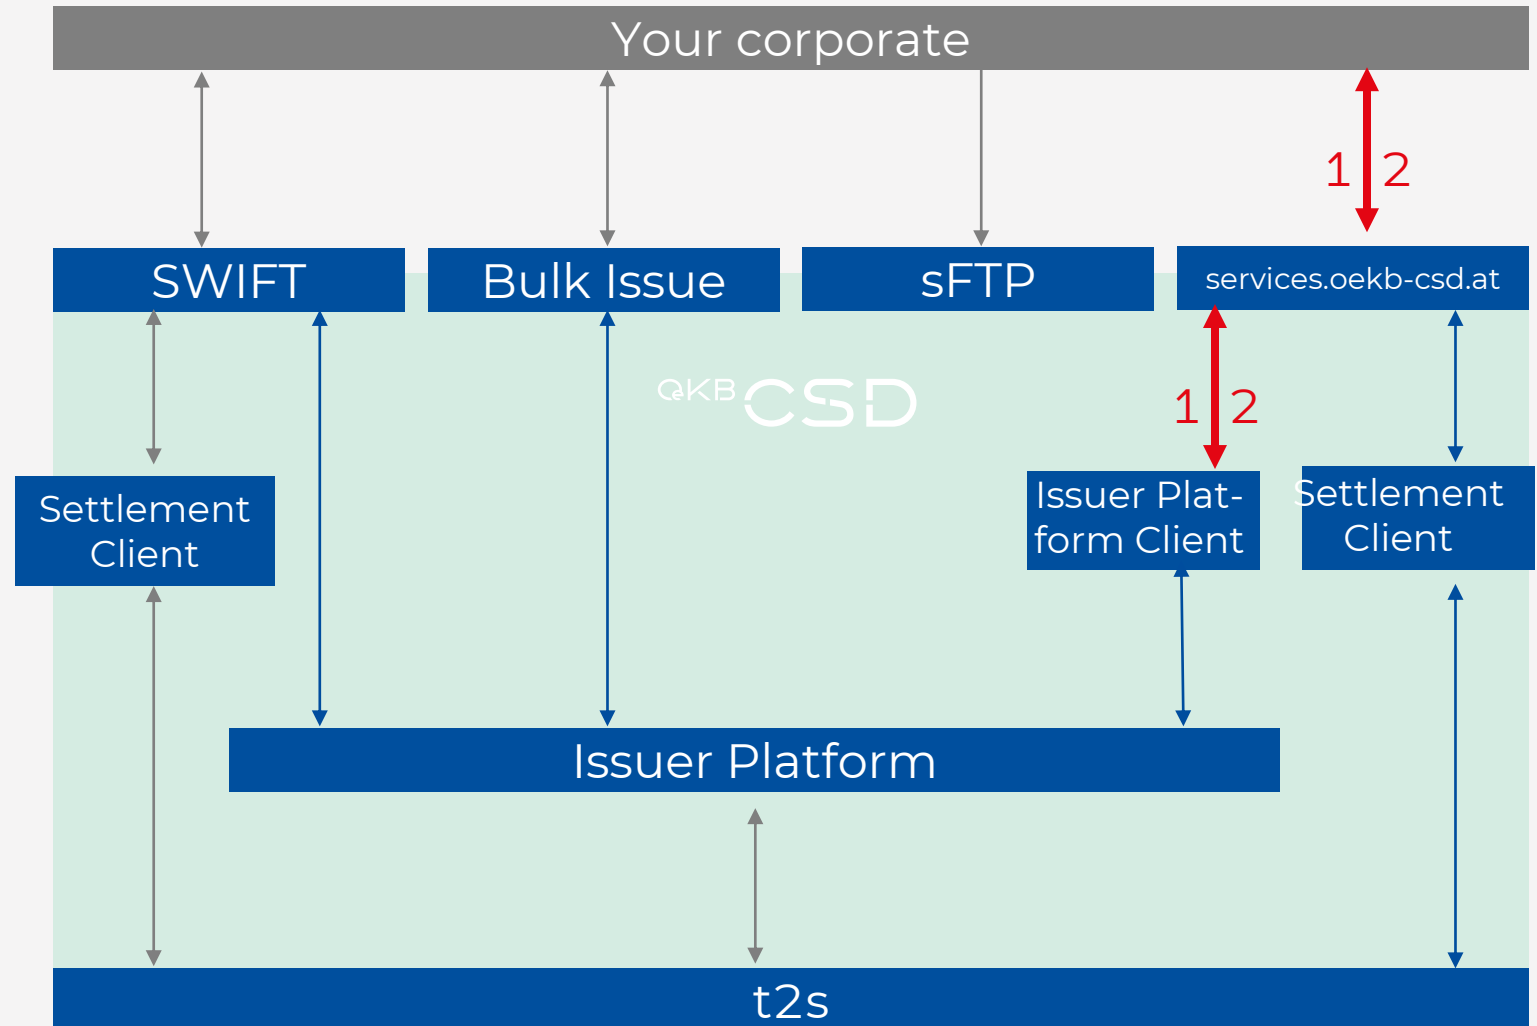 Your corporate
1 2
SWIFT
Bulk Issue
sFTP
services.oekb-csd.at
OeKB CSD
1 2
Settlement
Client
Issuer Plat-
form Client
Settlement
Client
Issuer Platform
t2s